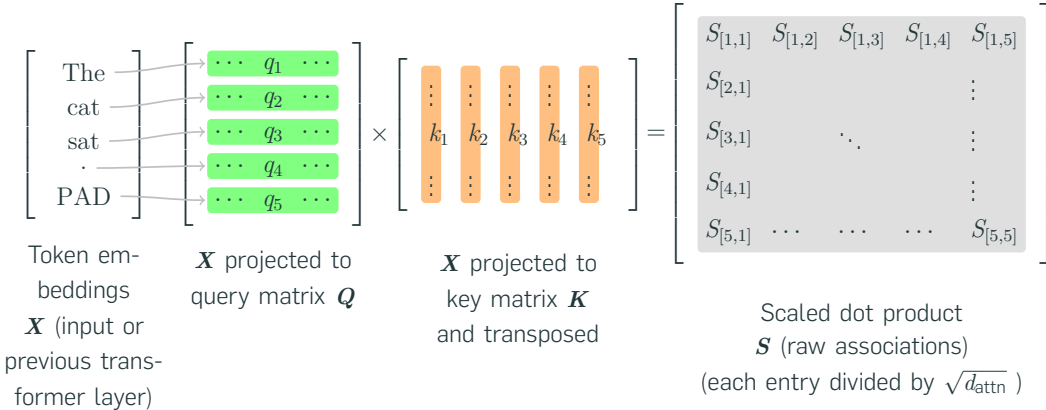 The
cat
sat
.
PAD
⋯ q₁ ⋯
⋯ q₂ ⋯
⋯ q₃ ⋯
⋯ q₄ ⋯
⋯ q₅ ⋯
×
⋮ ⋮ ⋮ ⋮ ⋮
k₁ k₂ k₃ k₄ k₅
⋮ ⋮ ⋮ ⋮ ⋮
=
S[1,1] S[1,2] S[1,3] S[1,4] S[1,5]
S[2,1] ⋮
S[3,1] ⋱ ⋮
S[4,1] ⋮
S[5,1] ⋯ ⋯ ⋯ S[5,5]
Token em-
beddings
X (input or
previous trans-
former layer)
X projected to
query matrix Q
X projected to
key matrix K
and transposed
Scaled dot product
S (raw associations)
(each entry divided by √d_attn )